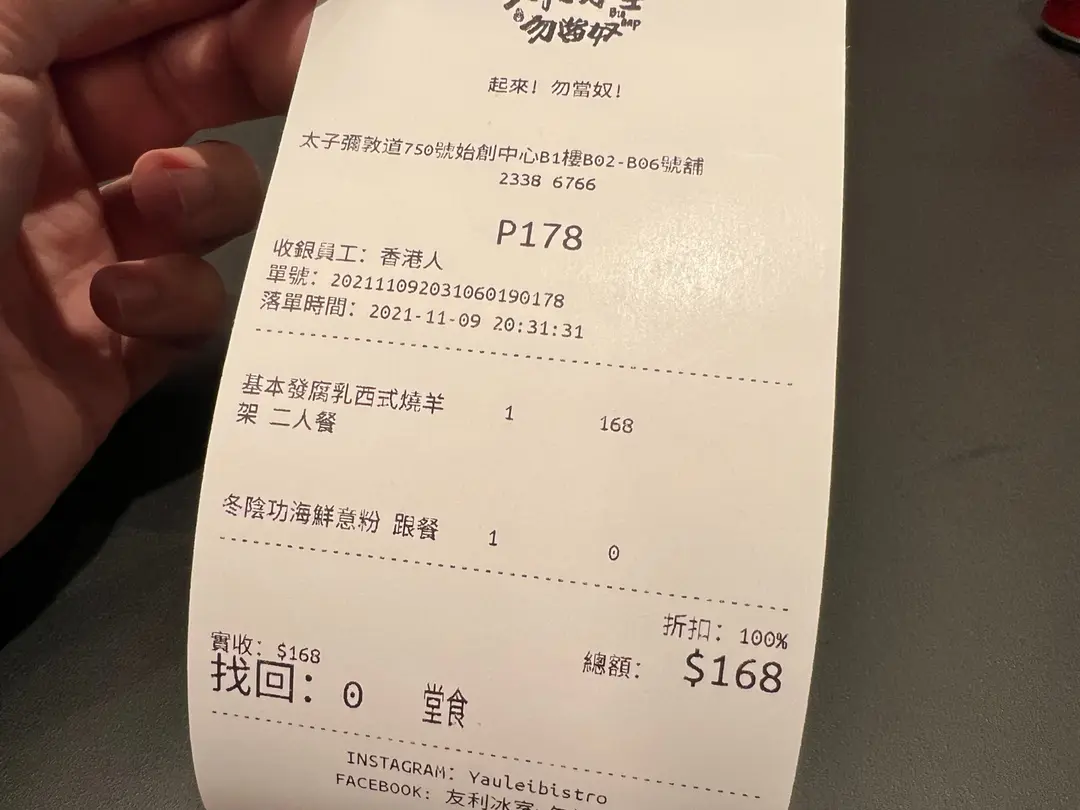 勿當奴
Big
Bap
起來! 勿當奴!
太子彌敦道750號始創中心B1樓B02-B06號舖
2338 6766
P178
收銀員工: 香港人
單號: 202111092031060190178
落單時間: 2021-11-09 20:31:31
基本發腐乳西式燒羊 1 168
架 二人餐
冬陰功海鮮意粉 跟餐 1 0
折扣: 100%
實收: $168
總額: $168
找回: 0 堂食
INSTAGRAM: Yauleibistro
FACEBOOK: 友利冰室